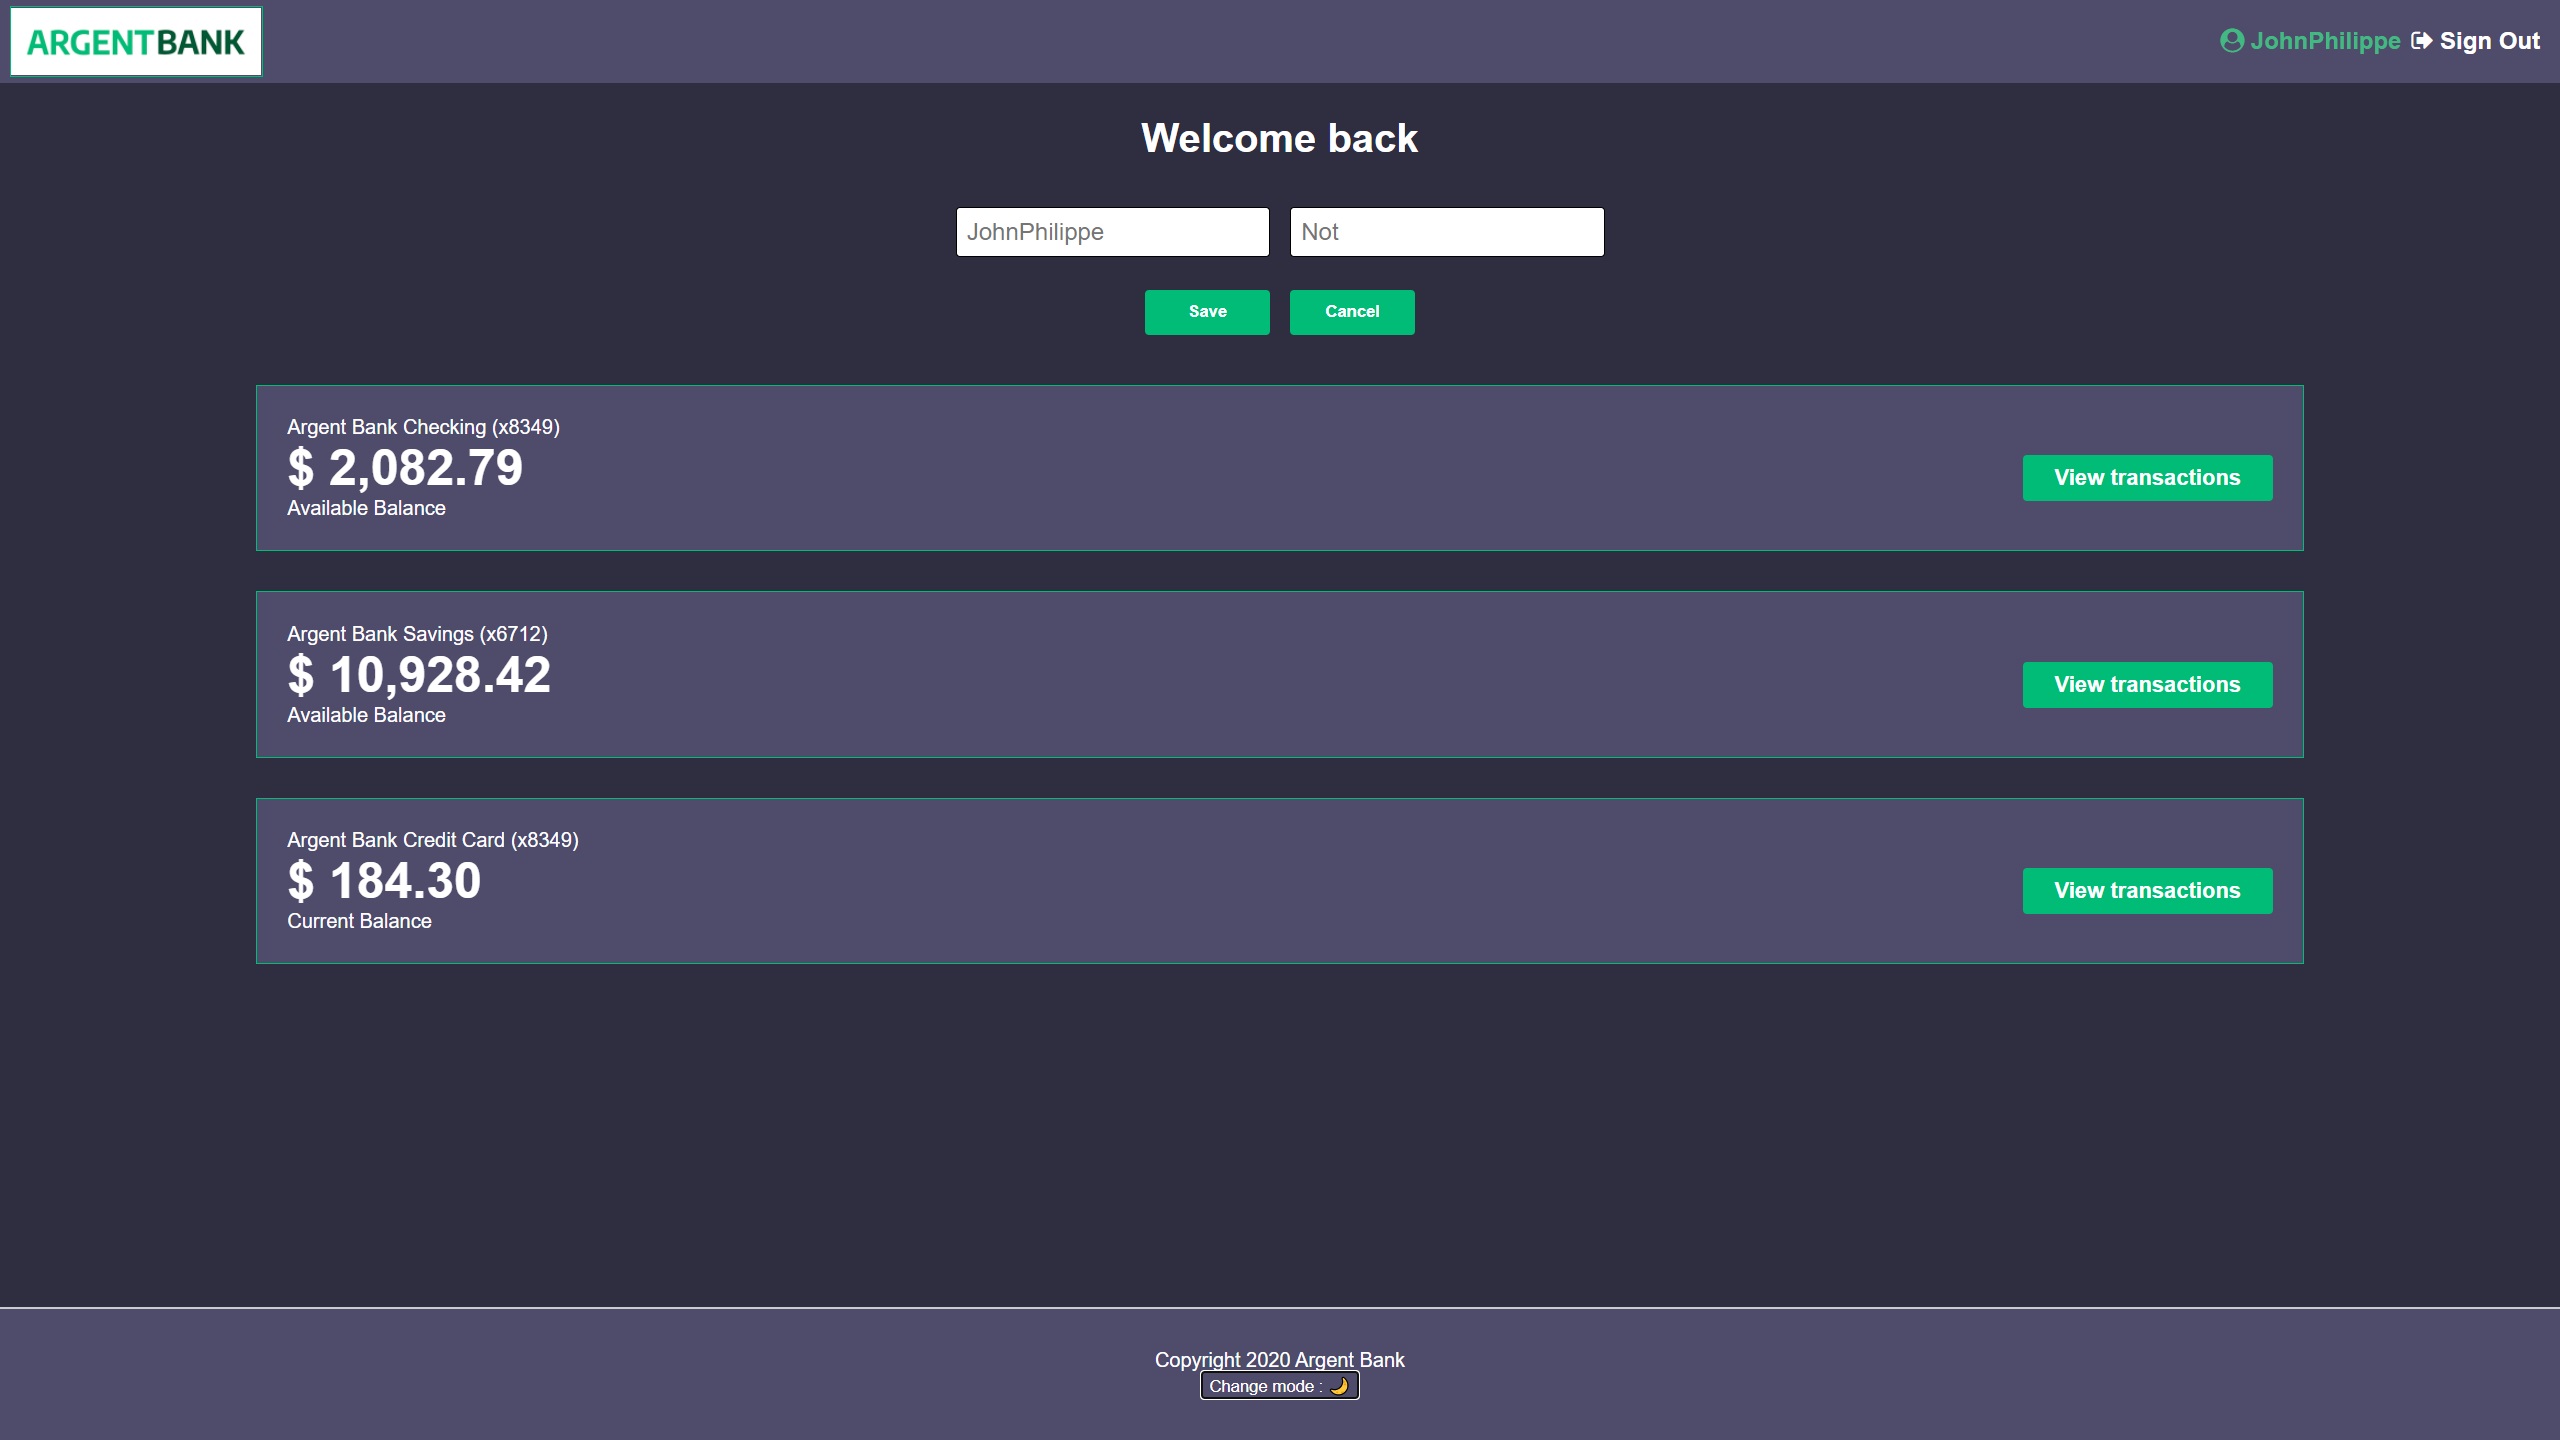 ARGENTBANK
JohnPhilippe Sign Out
Welcome back
JohnPhilippe Not
Save Cancel
Argent Bank Checking (x8349)
$ 2,082.79
Available Balance
View transactions
Argent Bank Savings (x6712)
$ 10,928.42
Available Balance
View transactions
Argent Bank Credit Card (x8349)
$ 184.30
Current Balance
View transactions
Copyright 2020 Argent Bank
Change mode : 🌙